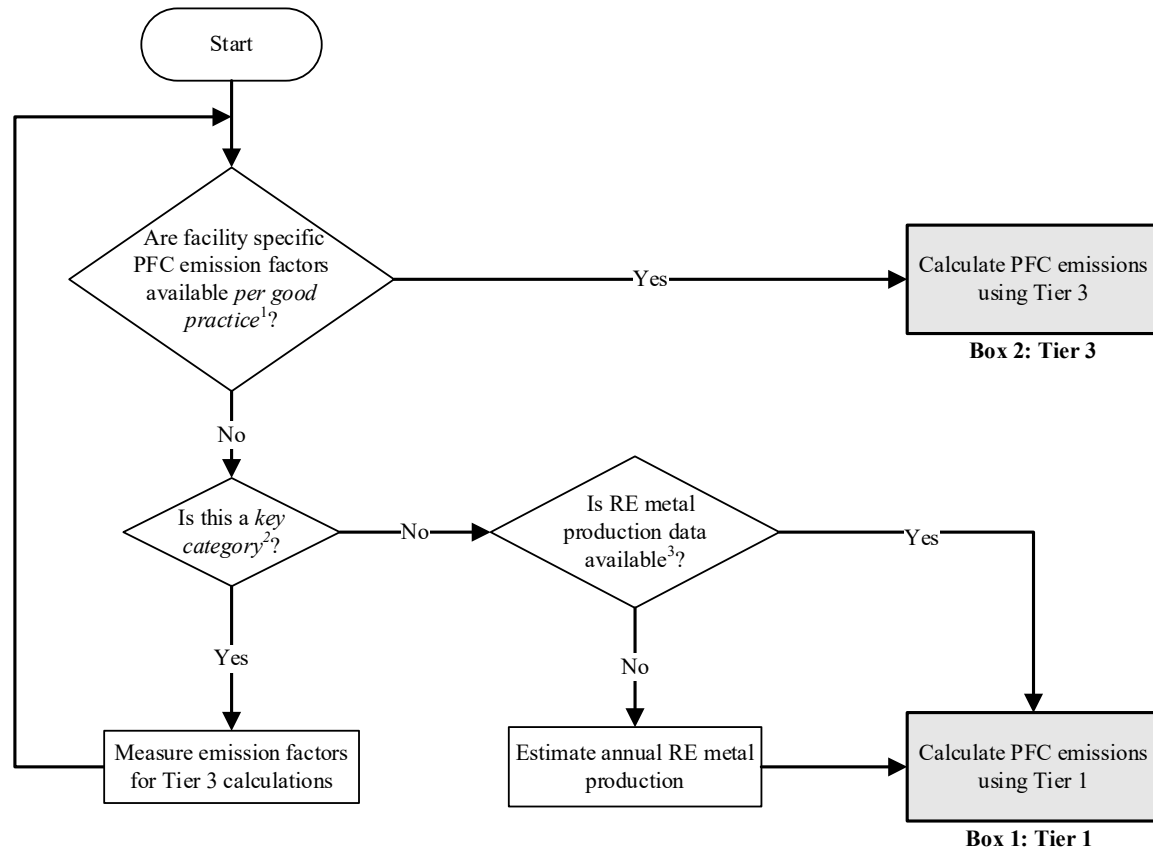 Start
Are facility specific
PFC emission factors
available per good
practice¹?
Yes
Calculate PFC emissions
using Tier 3
Box 2: Tier 3
No
Is this a key
category²?
No
Is RE metal
production data
available³?
Yes
Yes
No
Measure emission factors
for Tier 3 calculations
Estimate annual RE metal
production
Calculate PFC emissions
using Tier 1
Box 1: Tier 1